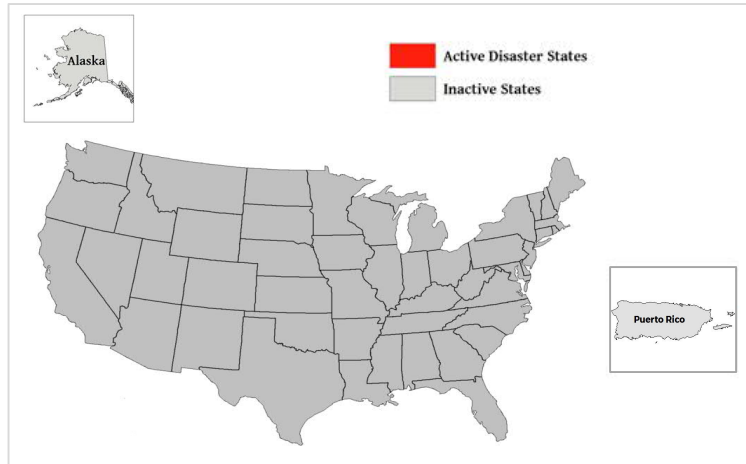 Alaska
Active Disaster States
Inactive States
Puerto Rico